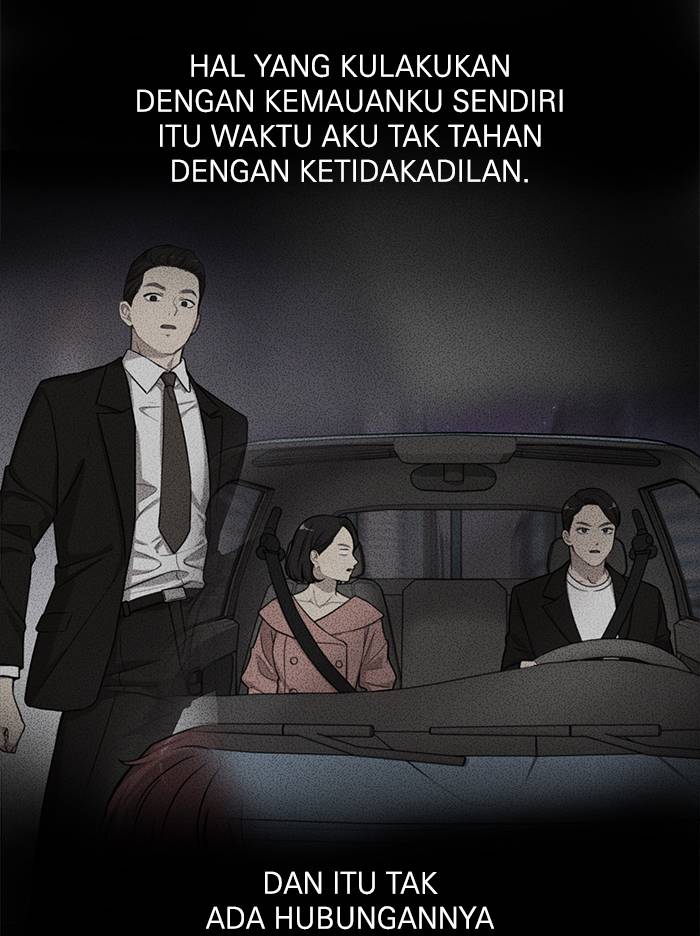 HAL YANG KULAKUKAN
DENGAN KEMAUANKU SENDIRI
ITU WAKTU AKU TAK TAHAN
DENGAN KETIDAKADILAN.
DAN ITU TAK
ADA HUBUNGANNYA